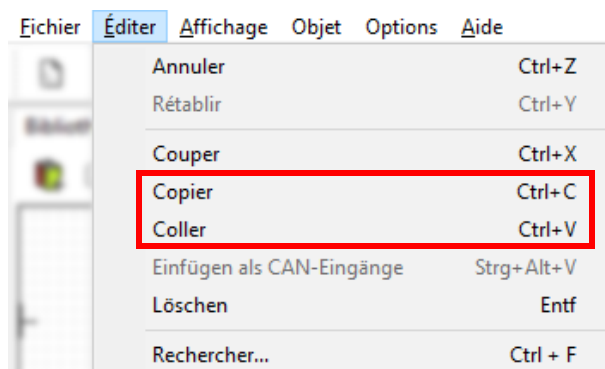 Fichier Éditer Affichage Objet Options Aide
Annuler Ctrl+Z
Rétablir Ctrl+Y
Couper Ctrl+X
Copier Ctrl+C
Coller Ctrl+V
Einfügen als CAN-Eingänge Strg+Alt+V
Löschen Entf
Rechercher... Ctrl + F